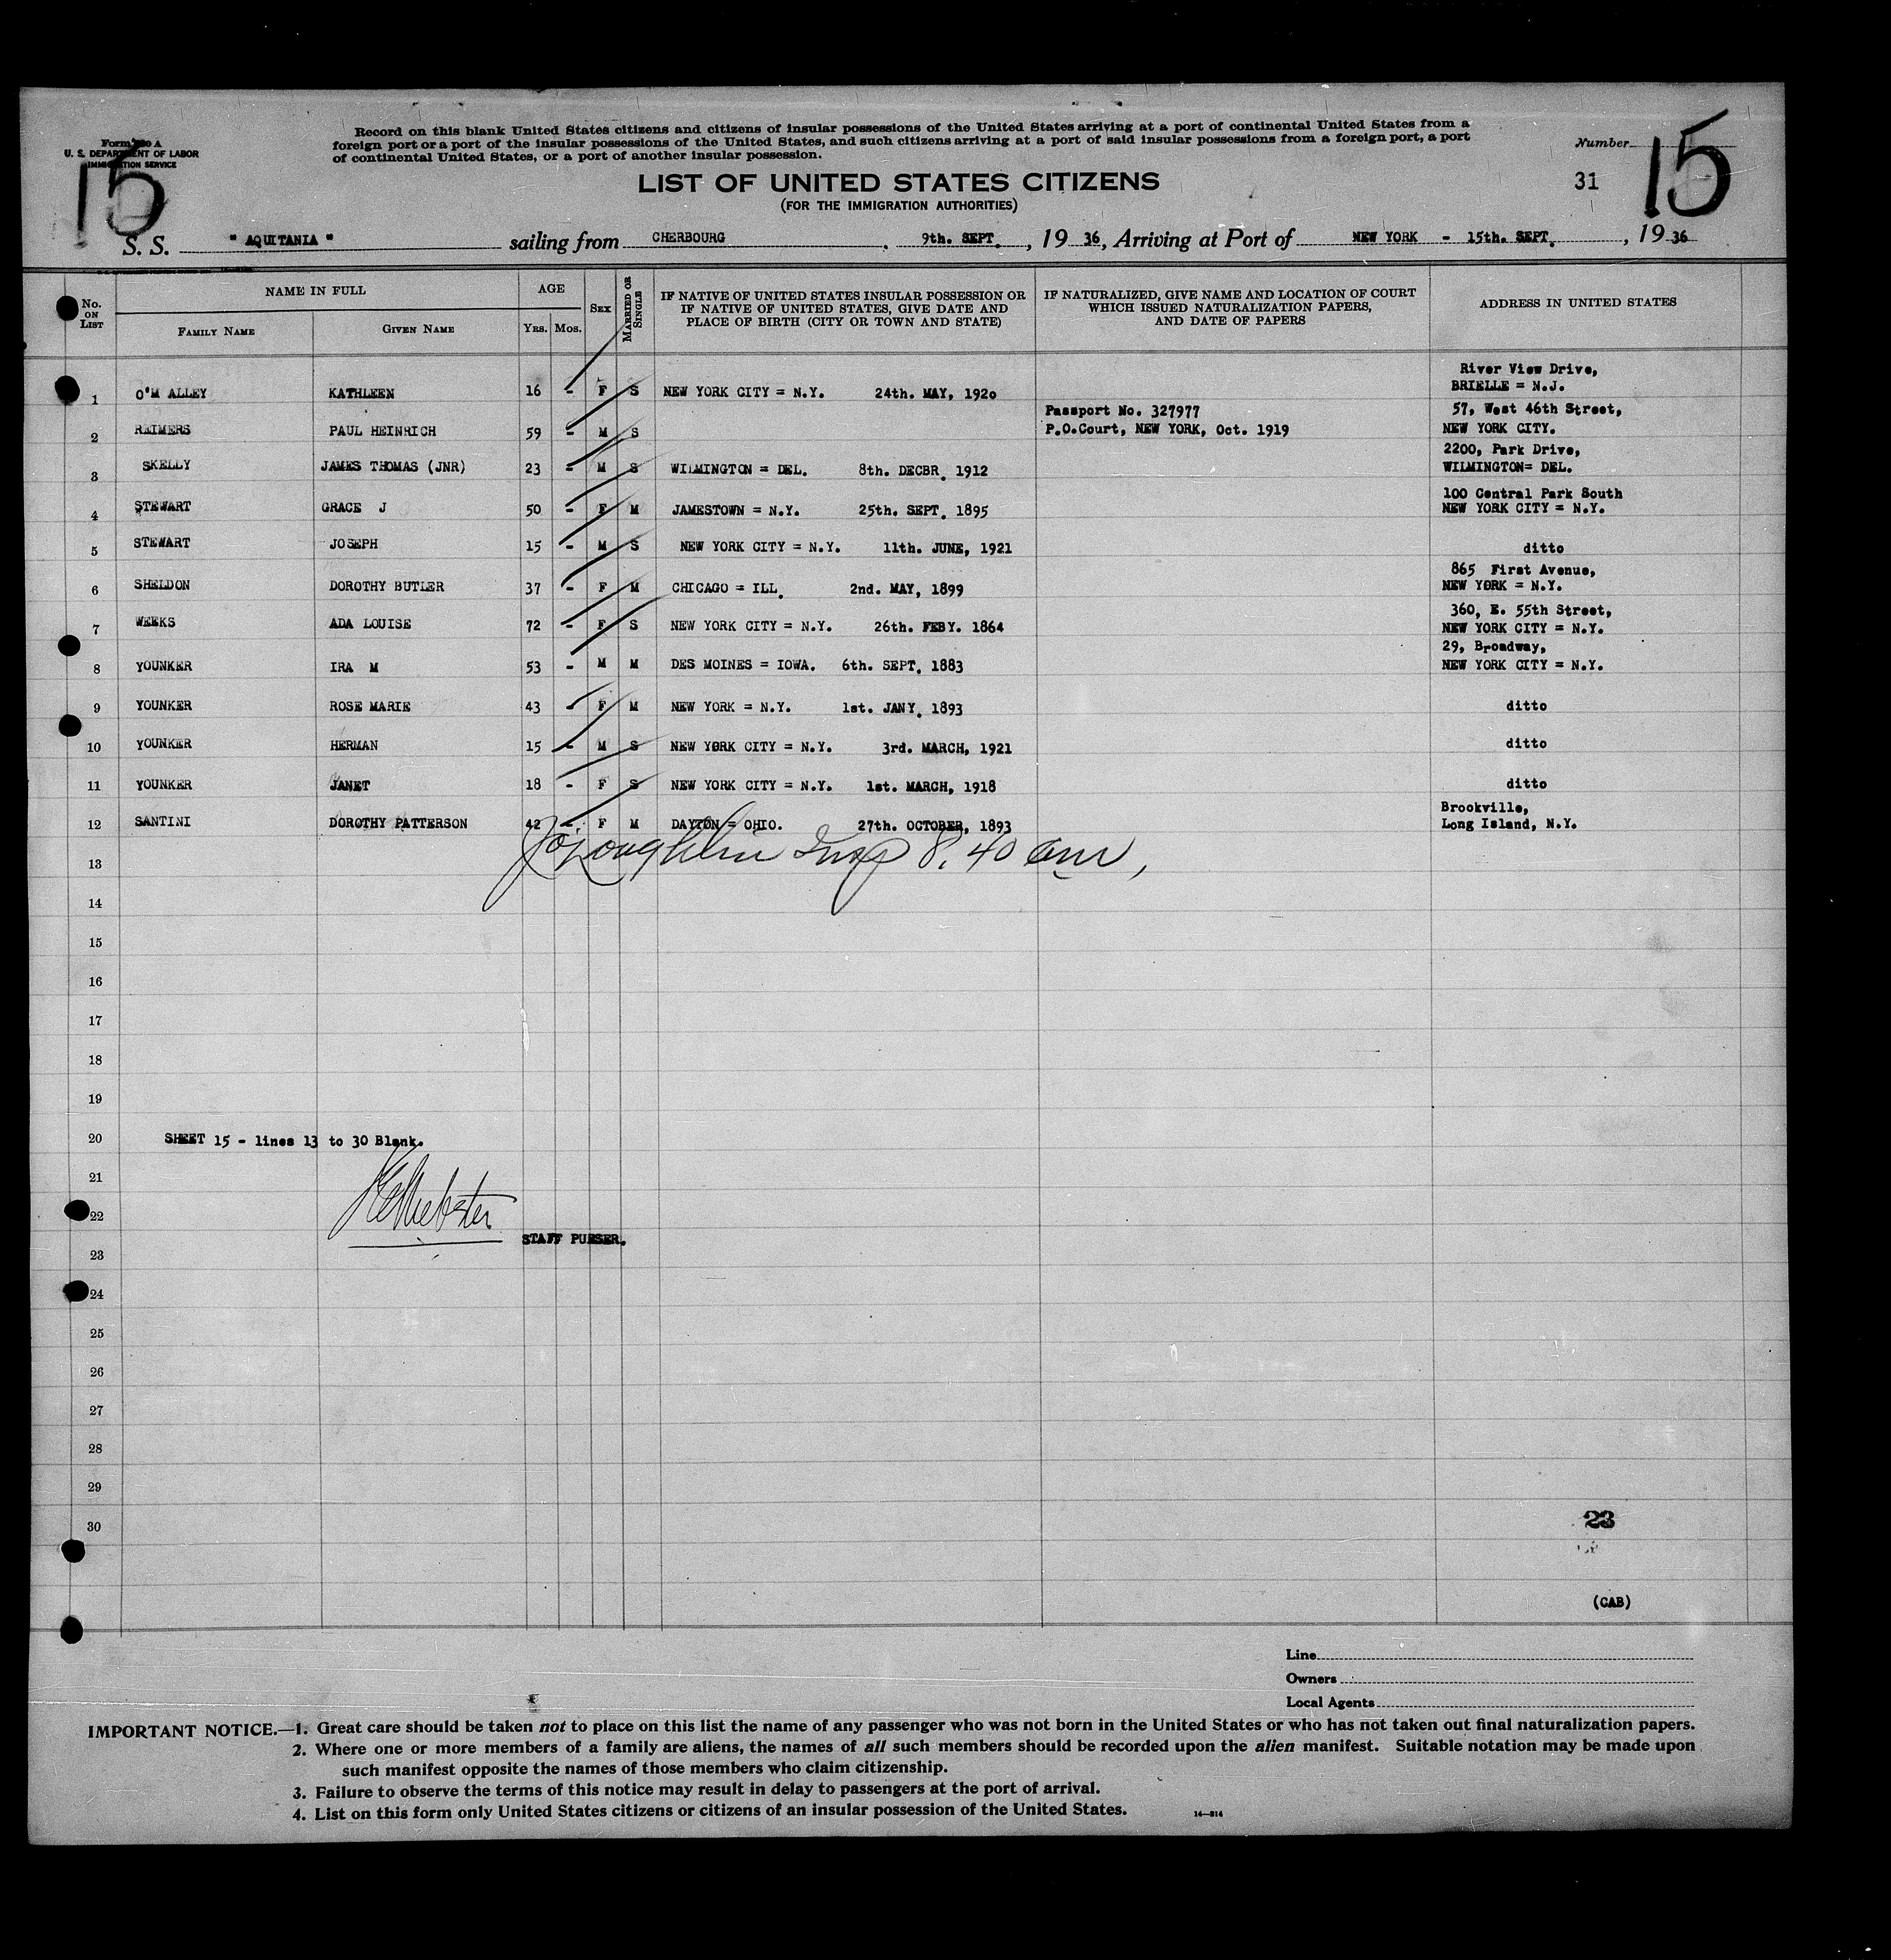 Record on this blank United States citizens and citizens of insular possessions of the United States arriving at a port of continental United States from a
foreign port or a port of the insular possessions of the United States, and such citizens arriving at a port of said insular possessions from a foreign port, a port
of continental United States, or a port of another insular possession.
Form A
U. S. DEPARTMENT OF LABOR
IMMIGRATION SERVICE
Number
15
31
15
LIST OF UNITED STATES CITIZENS
(FOR THE IMMIGRATION AUTHORITIES)
S. S. " AQUITANIA " sailing from CHERBOURG . 9th. SEPT. , 19 36, Arriving at Port of NEW YORK - 15th. SEPT. , 19 36
No. ON LIST NAME IN FULL AGE SEX MARRIED OR SINGLE IF NATIVE OF UNITED STATES INSULAR POSSESSION OR IF NATIVE OF UNITED STATES, GIVE DATE AND PLACE OF BIRTH (CITY OR TOWN AND STATE) IF NATURALIZED, GIVE NAME AND LOCATION OF COURT WHICH ISSUED NATURALIZATION PAPERS, AND DATE OF PAPERS ADDRESS IN UNITED STATES
FAMILY NAME GIVEN NAME YRS. MOS.
River View Drive,
1 O'M ALLEY KATHLEEN 16 - F S NEW YORK CITY = N.Y. 24th. MAY, 192o BRIELLE = N.J.
Passport No. 327977 57, West 46th Street,
2 REIMERS PAUL HEINRICH 59 - M S P.O.Court, NEW YORK, Oct. 1919 NEW YORK CITY.
2200, Park Drive,
3 SKELLY JAMES THOMAS (JNR) 23 - M S WILMINGTON = DEL. 8th. DECBR. 1912 WILMINGTON= DEL.
100 Central Park South
4 STEWART GRACE J 50 - F M JAMESTOWN = N.Y. 25th. SEPT. 1895 NEW YORK CITY = N.Y.
5 STEWART JOSEPH 15 - M S NEW YORK CITY = N.Y. 11th. JUNE, 1921 ditto
865 First Avenue,
6 SHELDON DOROTHY BUTLER 37 - F M CHICAGO = ILL. 2nd. MAY, 1899 NEW YORK = N.Y.
360, E. 55th Street,
7 WEEKS ADA LOUISE 72 - F S NEW YORK CITY = N.Y. 26th. FEBY. 1864 NEW YORK CITY = N.Y.
29, Broadway,
8 YOUNKER IRA M 53 - M M DES MOINES = IOWA. 6th. SEPT. 1883 NEW YORK CITY = N.Y.
9 YOUNKER ROSE MARIE 43 - F M NEW YORK = N.Y. 1st. JANY. 1893 ditto
10 YOUNKER HERMAN 15 - M S NEW YORK CITY = N.Y. 3rd. MARCH, 1921 ditto
11 YOUNKER JANET 18 - F S NEW YORK CITY = N.Y. 1st. MARCH, 1918 ditto
Brookville,
12 SANTINI DOROTHY PATTERSON 42 - F M DAYTON = OHIO. 27th. OCTOBER, 1893 Long Island, N.Y.
Insp 8.40 am,
13
14
15
16
17
18
19
20 SHEET 15 - lines 13 to 30 Blank.
21
22 Webster
STAFF PURSER.
23
24
25
26
27
28
29
30 23
(CAB)
Line
Owners
Local Agents
IMPORTANT NOTICE.—1. Great care should be taken not to place on this list the name of any passenger who was not born in the United States or who has not taken out final naturalization papers.
2. Where one or more members of a family are aliens, the names of all such members should be recorded upon the alien manifest. Suitable notation may be made upon
such manifest opposite the names of those members who claim citizenship.
3. Failure to observe the terms of this notice may result in delay to passengers at the port of arrival.
4. List on this form only United States citizens or citizens of an insular possession of the United States.
14—814